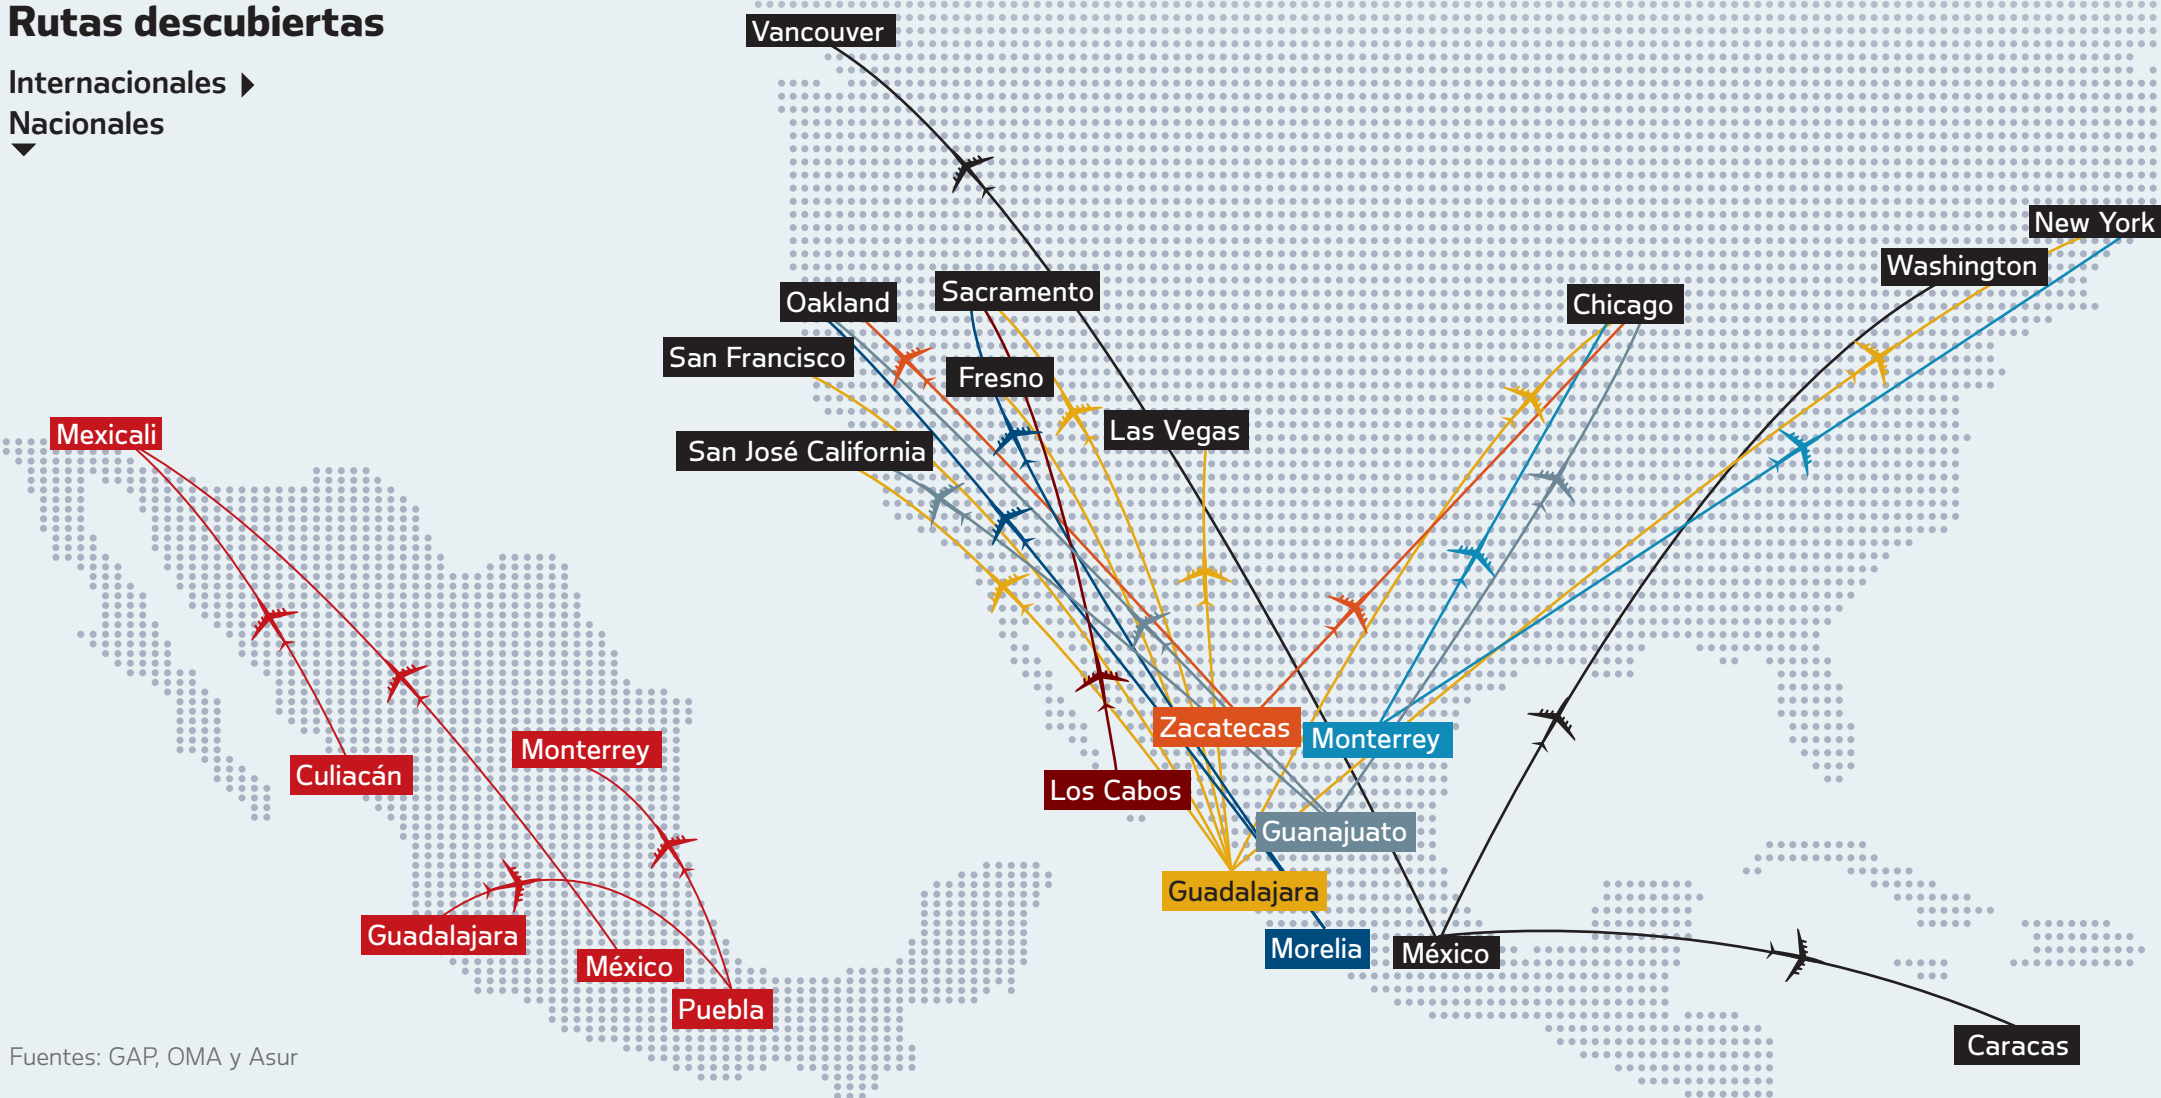 Rutas descubiertas
Internacionales
Nacionales
Vancouver
New York
Washington
Sacramento
Oakland
Chicago
San Francisco
Fresno
Las Vegas
San José California
Mexicali
Zacatecas
Monterrey
Monterrey
Culiacán
Los Cabos
Guanajuato
Guadalajara
Guadalajara
Morelia
México
México
Puebla
Caracas
Fuentes: GAP, OMA y Asur